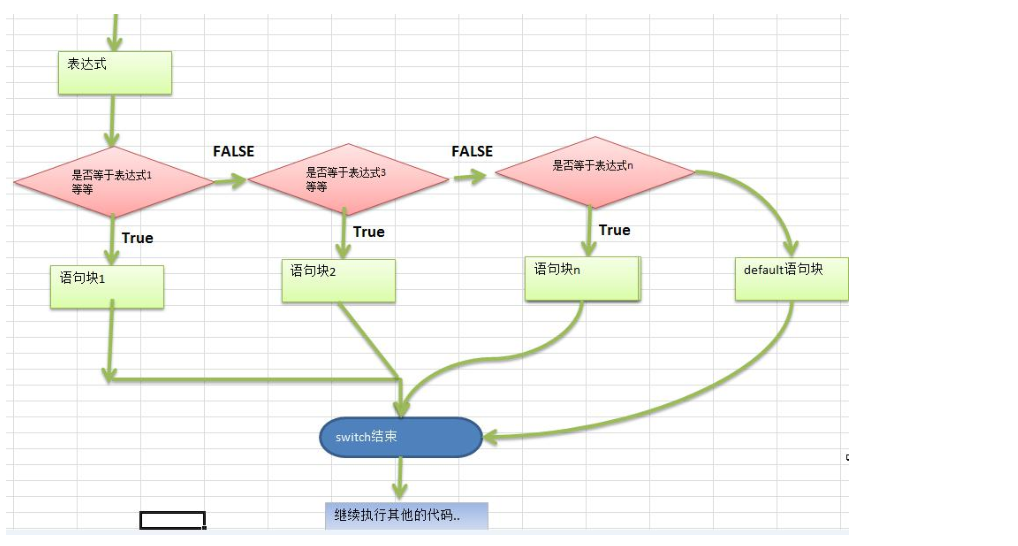 表达式
FALSE
FALSE
是否等于表达式1
等等
是否等于表达式3
等等
是否等于表达式n
True
True
True
语句块1
语句块2
语句块n
default语句块
switch结束
继续执行其他的代码..